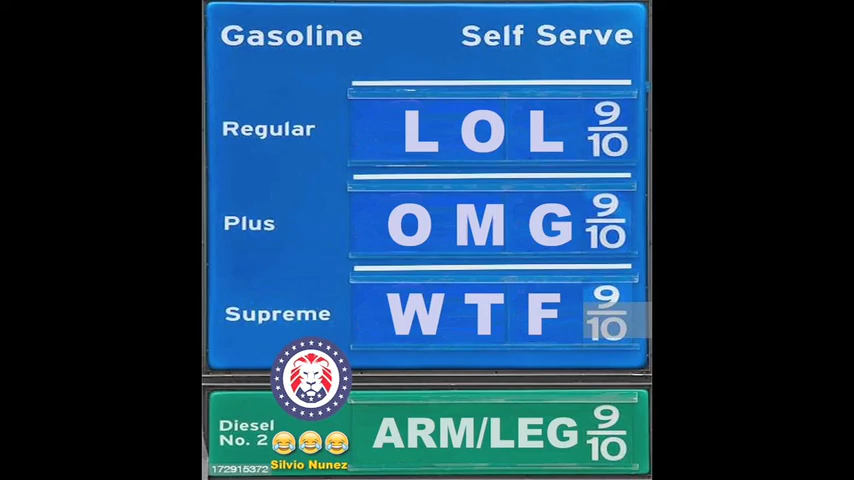 Gasoline Self Serve
Regular LOL 9/10
Plus OMG 9/10
Supreme WTF 9/10
Diesel
No. 2 ARM/LEG 9/10
Silvio Nunez
172915372